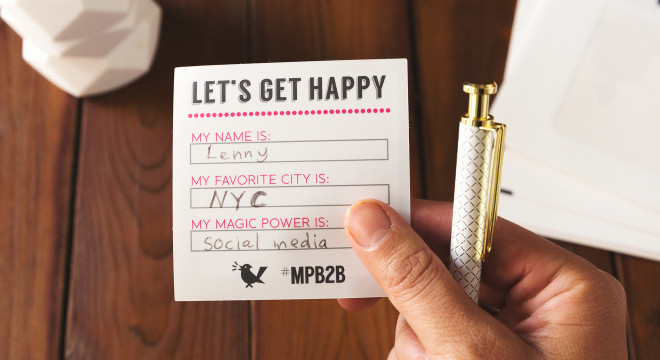 LET'S GET HAPPY
MY NAME IS:
Lenny
MY FAVORITE CITY IS:
NYC
MY MAGIC POWER IS:
Social media
#MPB2B